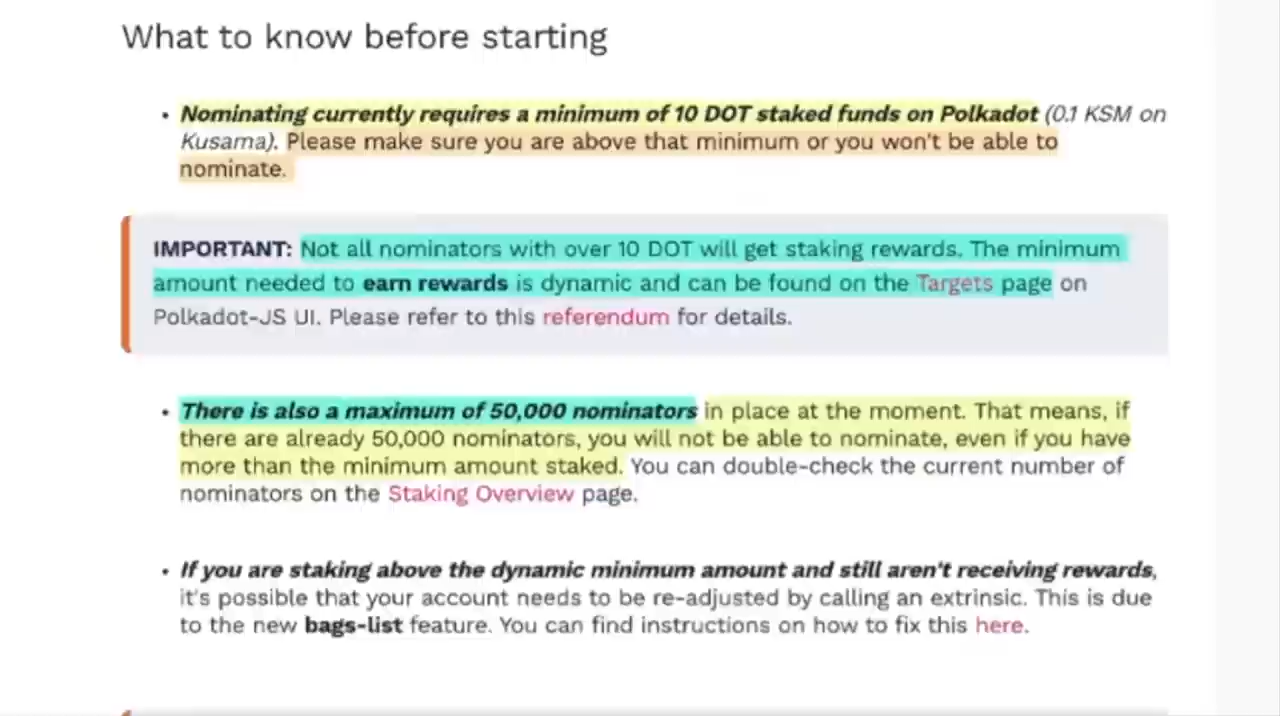 What to know before starting
• Nominating currently requires a minimum of 10 DOT staked funds on Polkadot (0.1 KSM on
Kusama). Please make sure you are above that minimum or you won't be able to
nominate.
IMPORTANT: Not all nominators with over 10 DOT will get staking rewards. The minimum
amount needed to earn rewards is dynamic and can be found on the Targets page on
Polkadot-JS UI. Please refer to this referendum for details.
• There is also a maximum of 50,000 nominators in place at the moment. That means, if
there are already 50,000 nominators, you will not be able to nominate, even if you have
more than the minimum amount staked. You can double-check the current number of
nominators on the Staking Overview page.
• If you are staking above the dynamic minimum amount and still aren't receiving rewards,
it's possible that your account needs to be re-adjusted by calling an extrinsic. This is due
to the new bags-list feature. You can find instructions on how to fix this here.